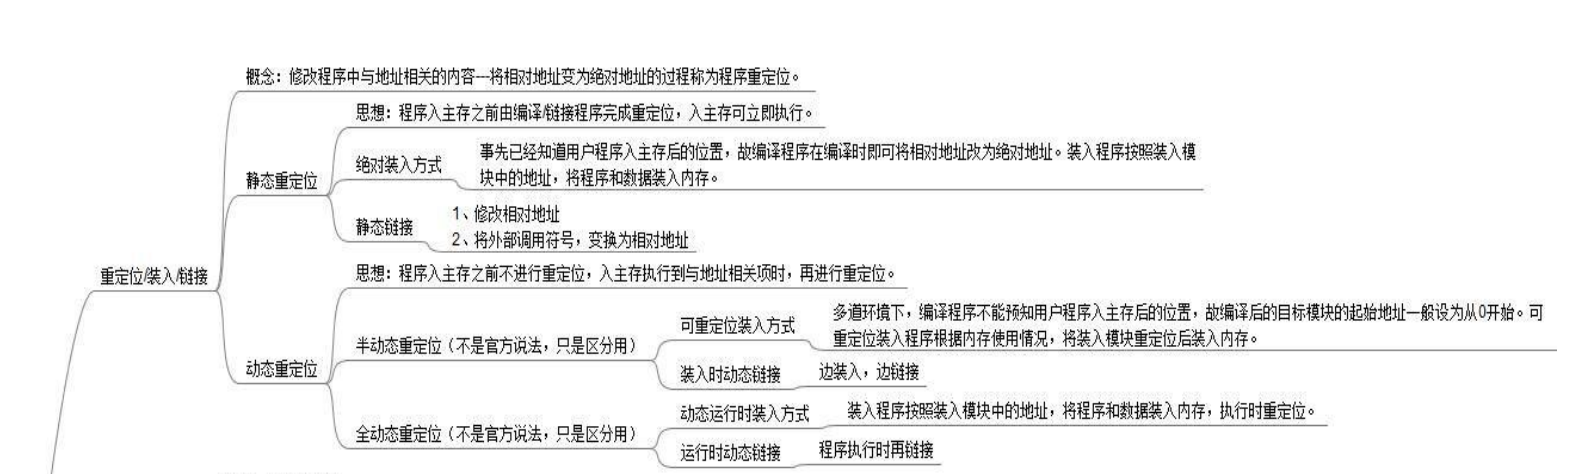 概念：修改程序中与地址相关的内容---将相对地址变为绝对地址的过程称为程序重定位。
思想：程序入主存之前由编译/链接程序完成重定位，入主存可立即执行。
绝对装入方式
事先已经知道用户程序入主存后的位置，故编译程序在编译时即可将相对地址改为绝对地址。装入程序按照装入模
块中的地址，将程序和数据装入内存。
静态重定位
静态链接
1、修改相对地址
2、将外部调用符号，变换为相对地址
重定位/装入/链接
思想：程序入主存之前不进行重定位，入主存执行到与地址相关项时，再进行重定位。
半动态重定位（不是官方说法，只是区分用）
可重定位装入方式
多道环境下，编译程序不能预知用户程序入主存后的位置，故编译后的目标模块的起始地址一般设为从0开始。可
重定位装入程序根据内存使用情况，将装入模块重定位后装入内存。
装入时动态链接
边装入，边链接
动态重定位
全动态重定位（不是官方说法，只是区分用）
动态运行时装入方式
装入程序按照装入模块中的地址，将程序和数据装入内存，执行时重定位。
运行时动态链接
程序执行时再链接